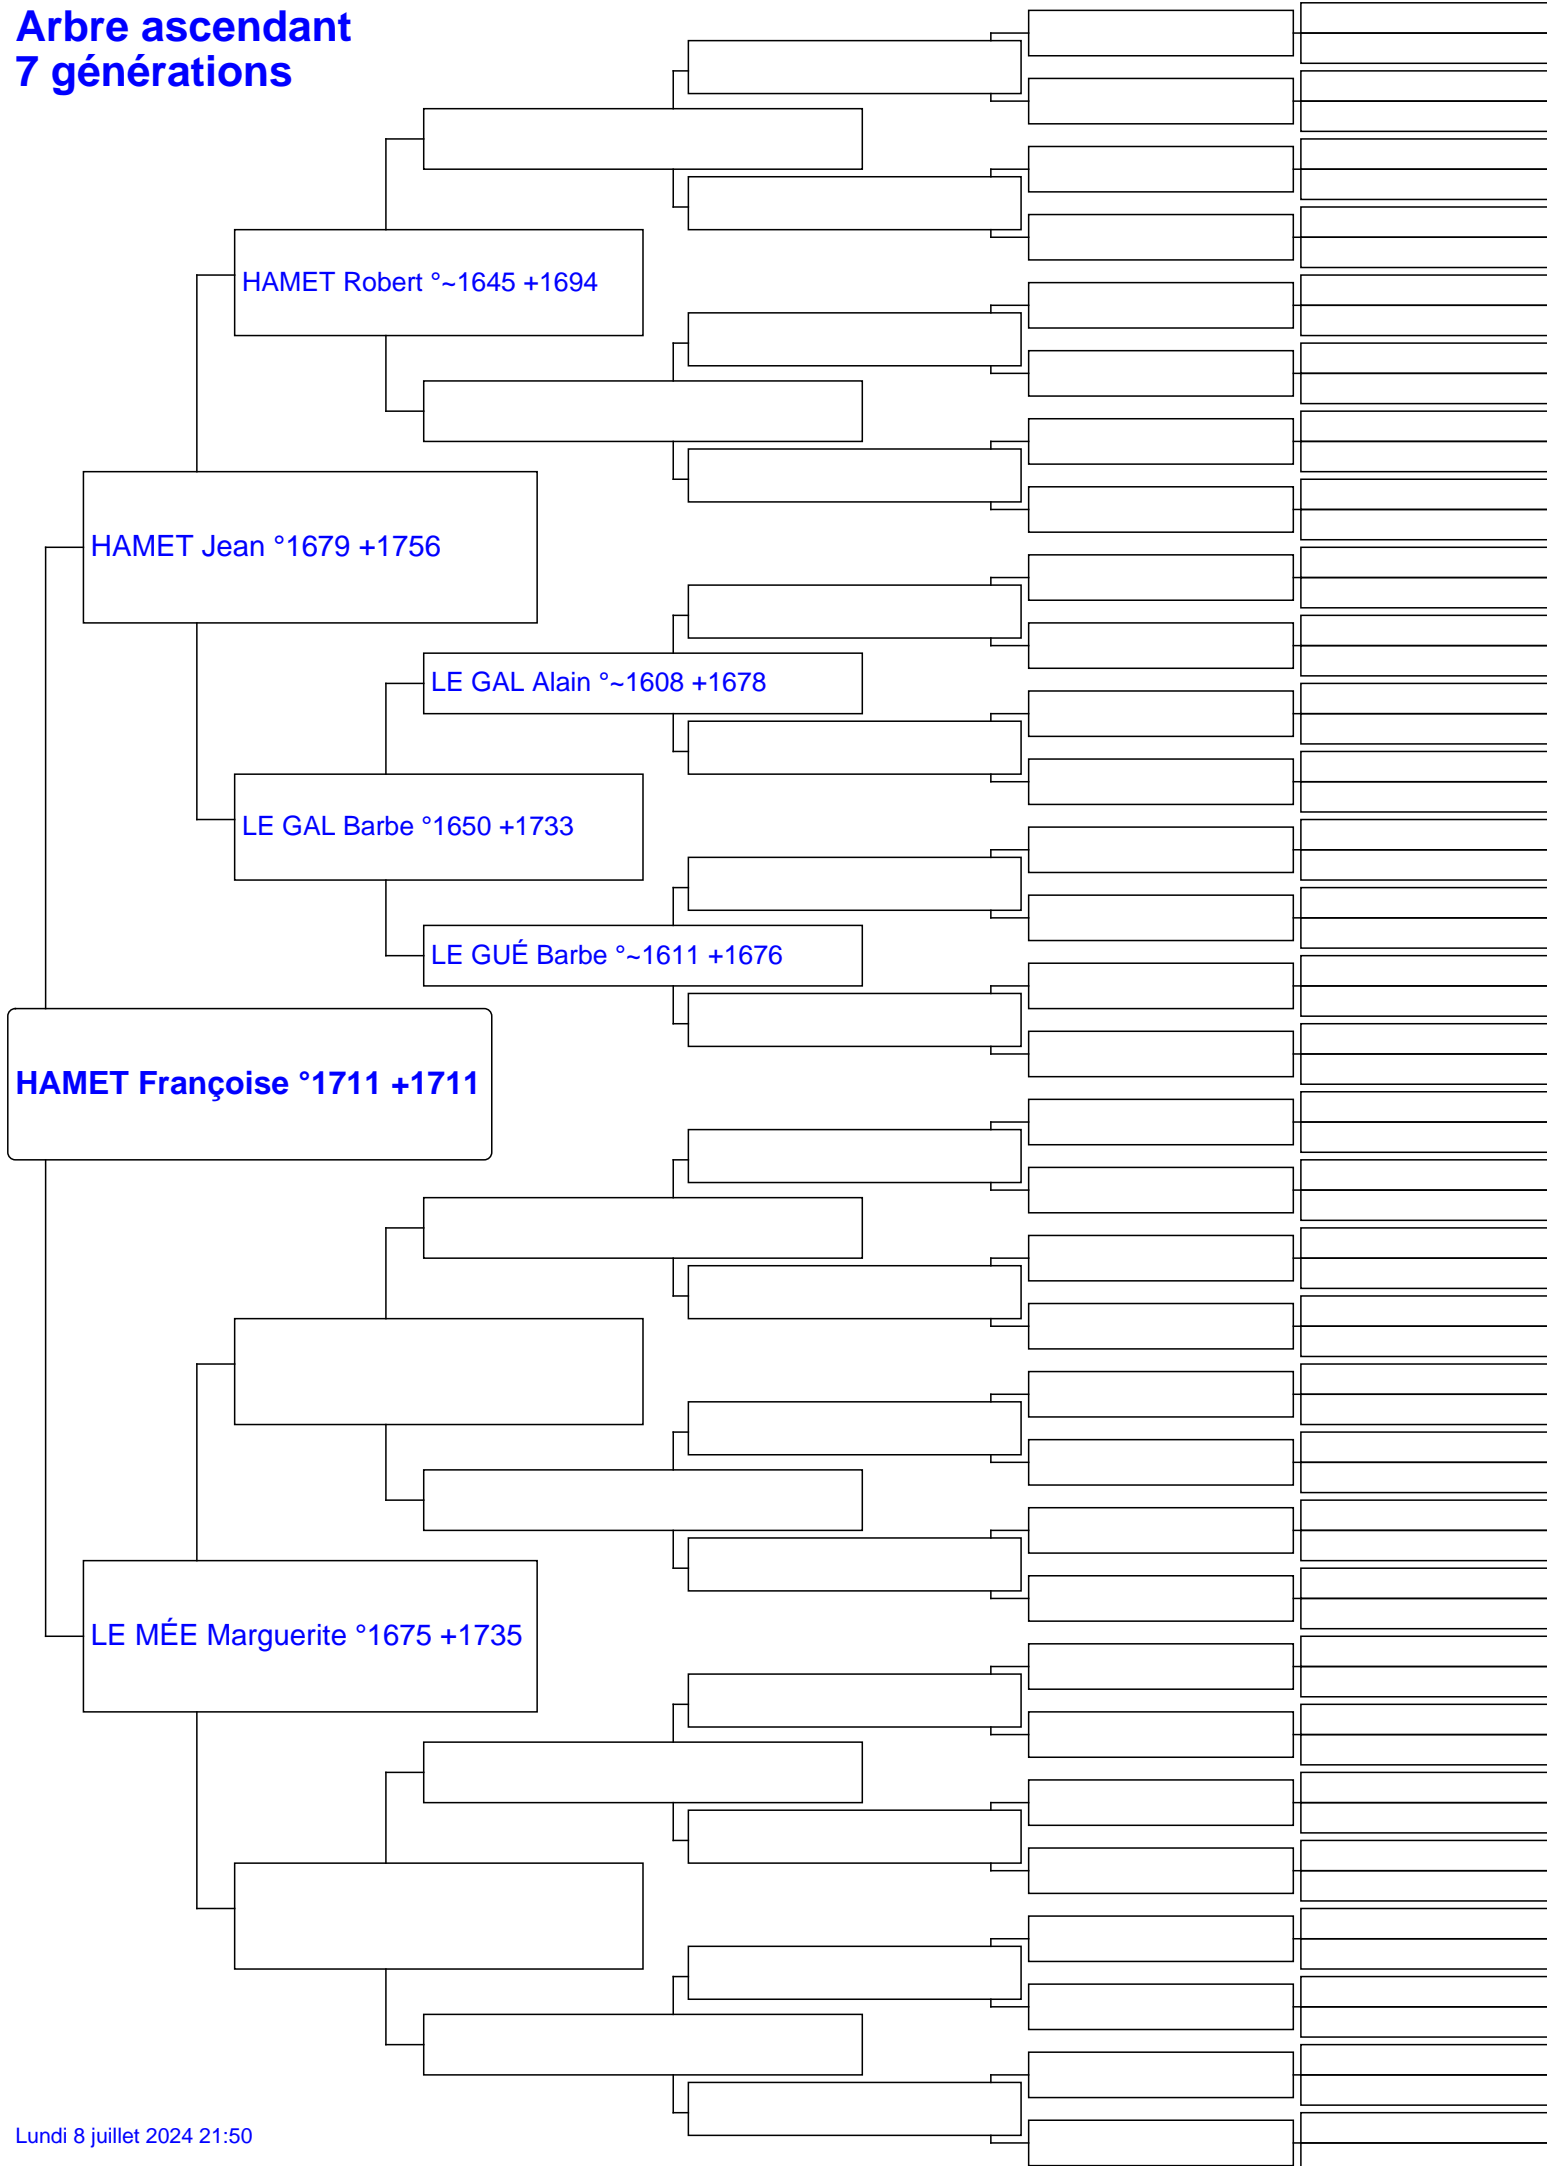 Arbre ascendant
7 générations
HAMET Robert °~1645 +1694
HAMET Jean °1679 +1756
LE GAL Alain °~1608 +1678
LE GAL Barbe °1650 +1733
LE GUÉ Barbe °~1611 +1676
HAMET Françoise °1711 +1711
LE MÉE Marguerite °1675 +1735
Lundi 8 juillet 2024 21:50